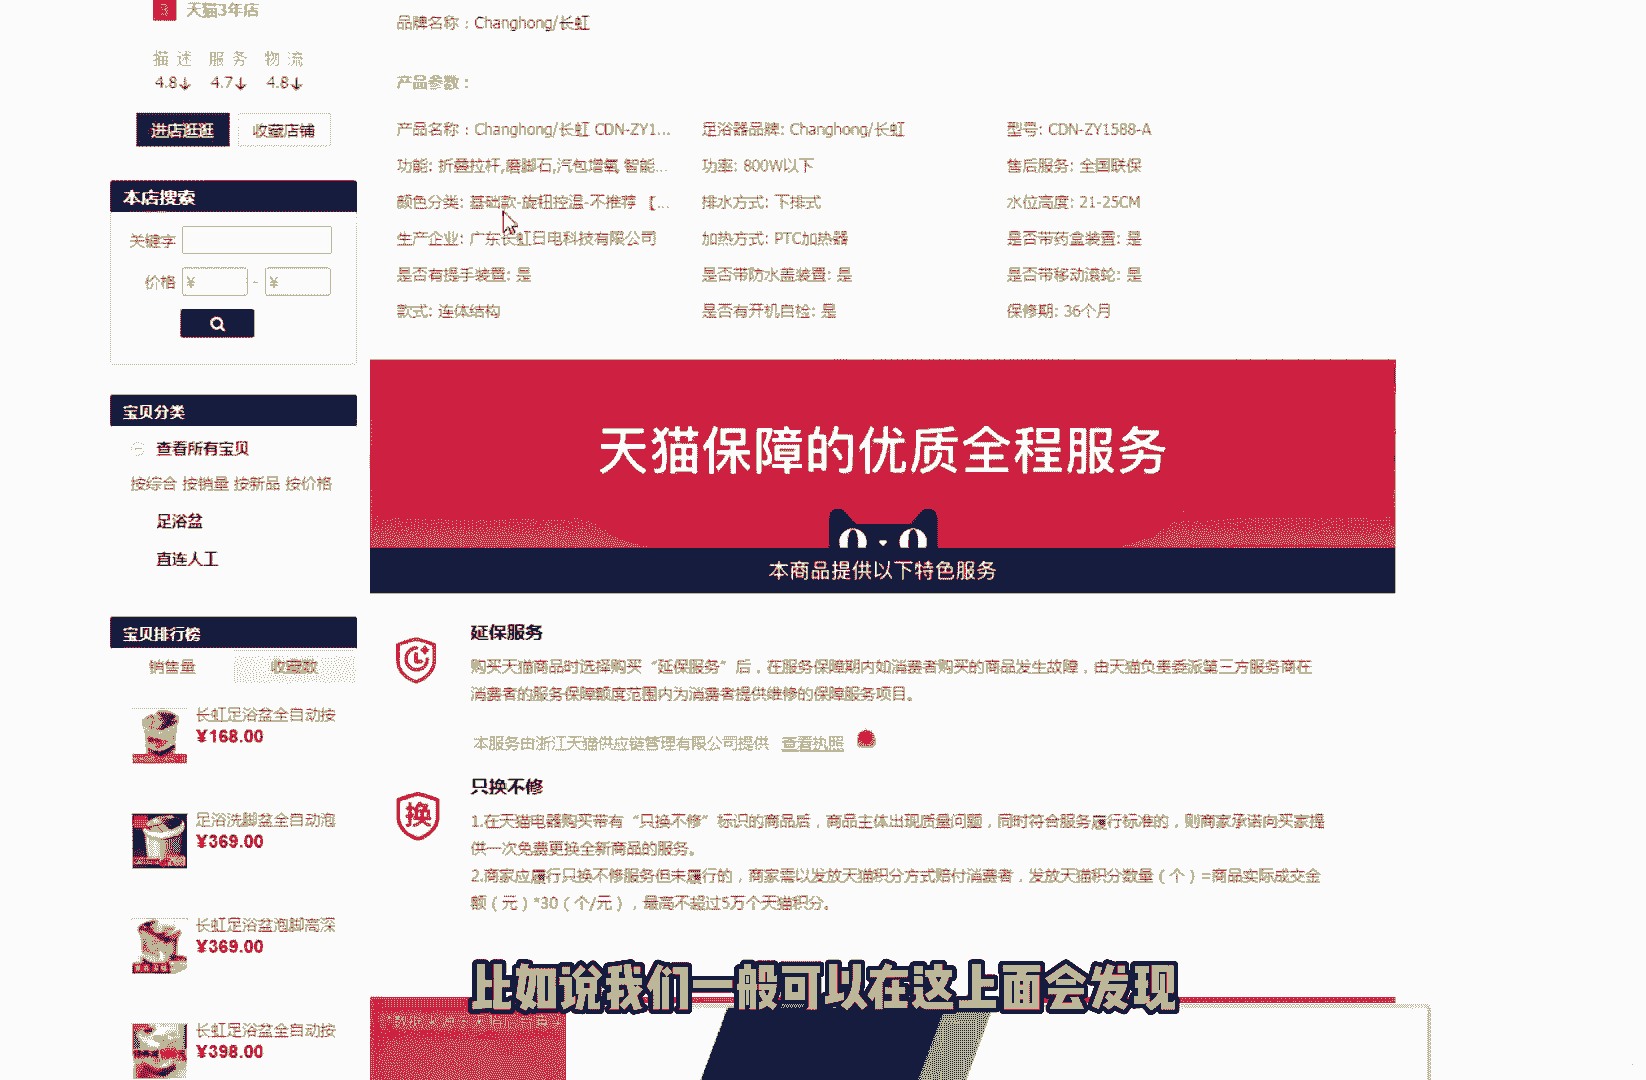 3 天猫3年店
描述 服务 物流
4.8↓ 4.7↓ 4.8↓
进店逛逛 收藏店铺
本店搜索
关键字
价格 ¥ - ¥
宝贝分类
查看所有宝贝
按综合 按销量 按新品 按价格
足浴盆
直连人工
宝贝排行榜
销售量 收藏数
长虹足浴盆全自动按
¥168.00
足浴洗脚盆全自动泡
¥369.00
长虹足浴盆泡脚高深
¥369.00
长虹足浴盆全自动按
¥398.00
品牌名称：Changhong/长虹
产品参数：
产品名称：Changhong/长虹 CDN-ZY1... 足浴器品牌: Changhong/长虹 型号: CDN-ZY1588-A
功能: 折叠拉杆,磨脚石,汽包增氧 智能... 功率: 800W以下 售后服务: 全国联保
颜色分类: 基础款-旋钮控温-不推荐 【... 排水方式: 下排式 水位高度: 21-25CM
生产企业: 广东长虹日电科技有限公司 加热方式: PTC加热器 是否带药盒装置: 是
是否有提手装置: 是 是否带防水盖装置: 是 是否带移动滚轮: 是
款式: 连体结构 是否有开机自检: 是 保修期: 36个月
天猫保障的优质全程服务
本商品提供以下特色服务
延保服务
购买天猫商品时选择购买“延保服务”后，在服务保障期内如消费者购买的商品发生故障，由天猫负责委派第三方服务商在
消费者的服务保障额度范围内为消费者提供维修的保障服务项目。
本服务由浙江天猫供应链管理有限公司提供 查看执照
换
只换不修
1.在天猫电器购买带有“只换不修”标识的商品后，商品主体出现质量问题，同时符合服务履行标准的，则商家承诺向买家提
供一次免费更换全新商品的服务。
2.商家应履行只换不修服务但未履行的，商家需以发放天猫积分方式赔付消费者，发放天猫积分数量（个）=商品实际成交金
额（元）*30（个/元），最高不超过5万个天猫积分。
比如说我们一般可以在这上面会发现